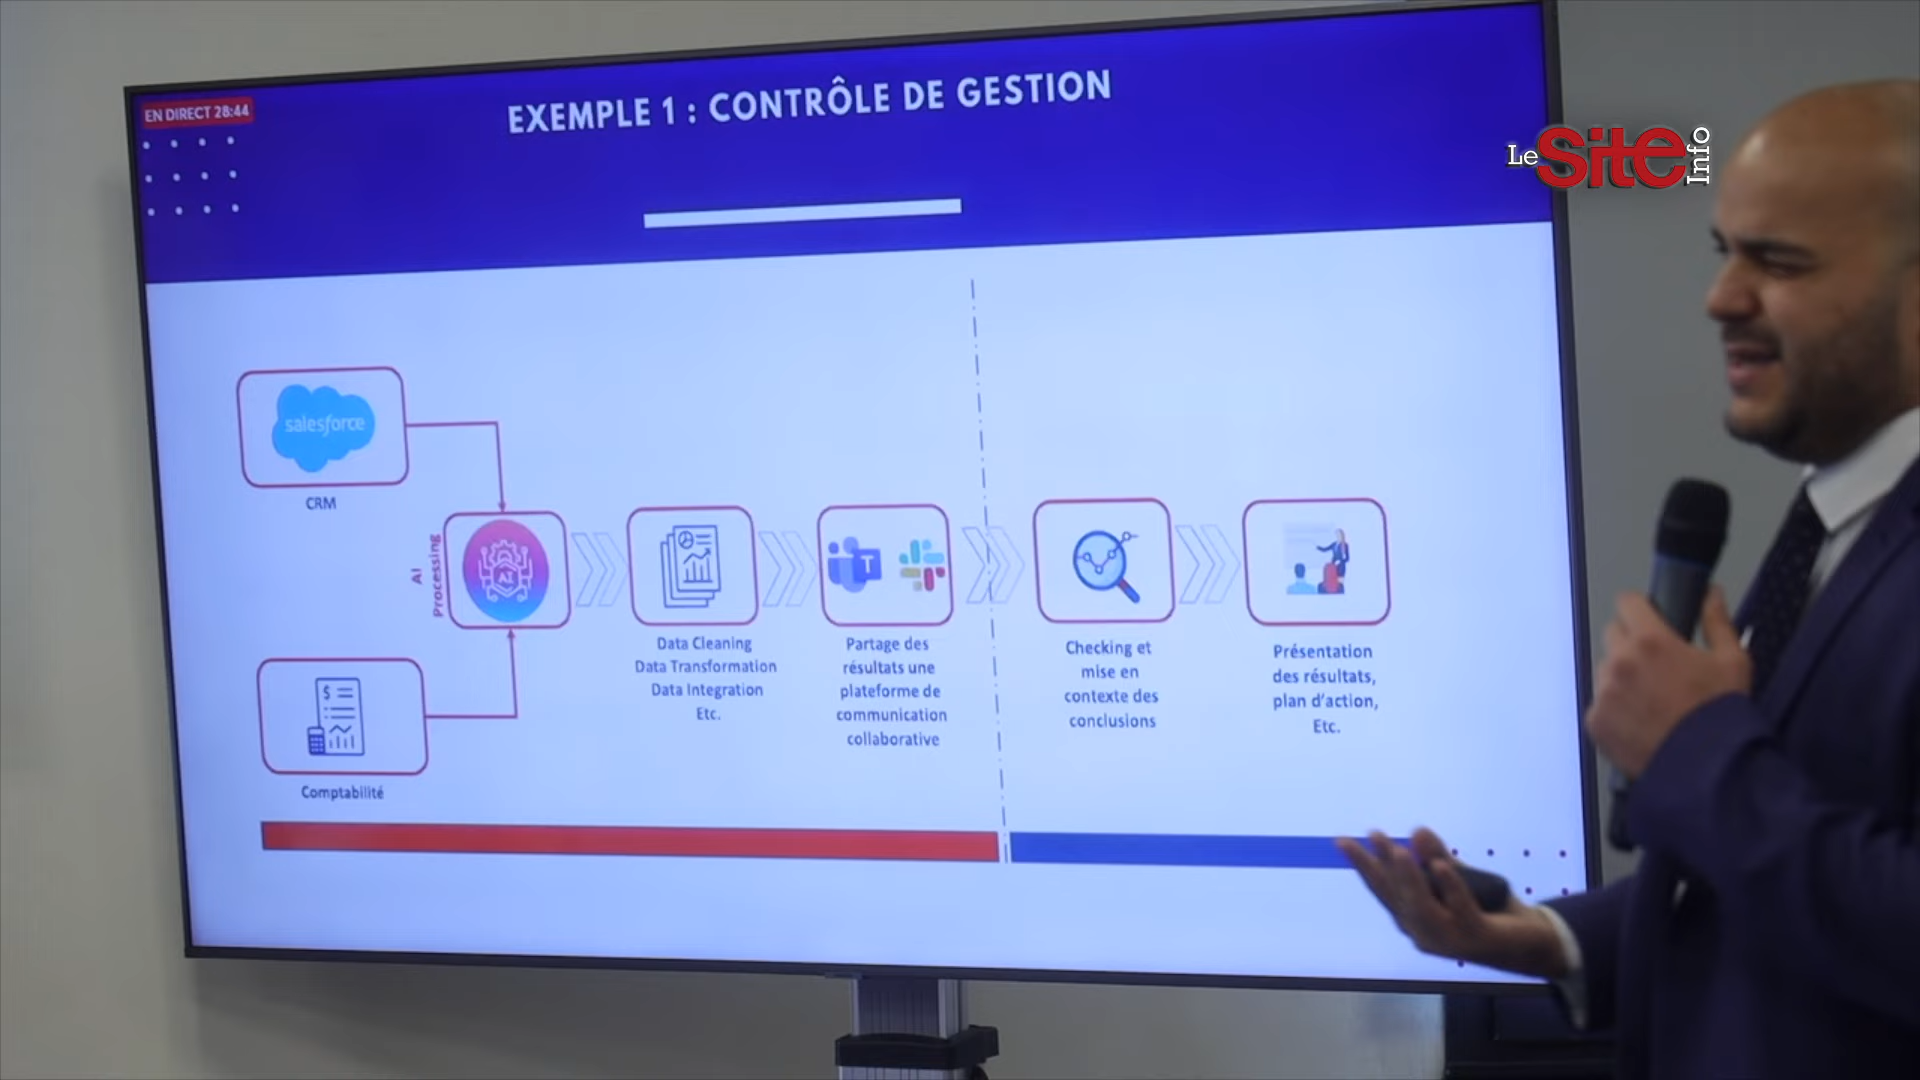 EN DIRECT 28:44
EXEMPLE 1 : CONTRÔLE DE GESTION
Le Site Info
salesforce
CRM
AI
Processing
AI
T
Data Cleaning
Data Transformation
Data Integration
Etc.
Partage des
résultats une
plateforme de
communication
collaborative
Checking et
mise en
contexte des
conclusions
Présentation
des résultats,
plan d'action,
Etc.
$
Comptabilité